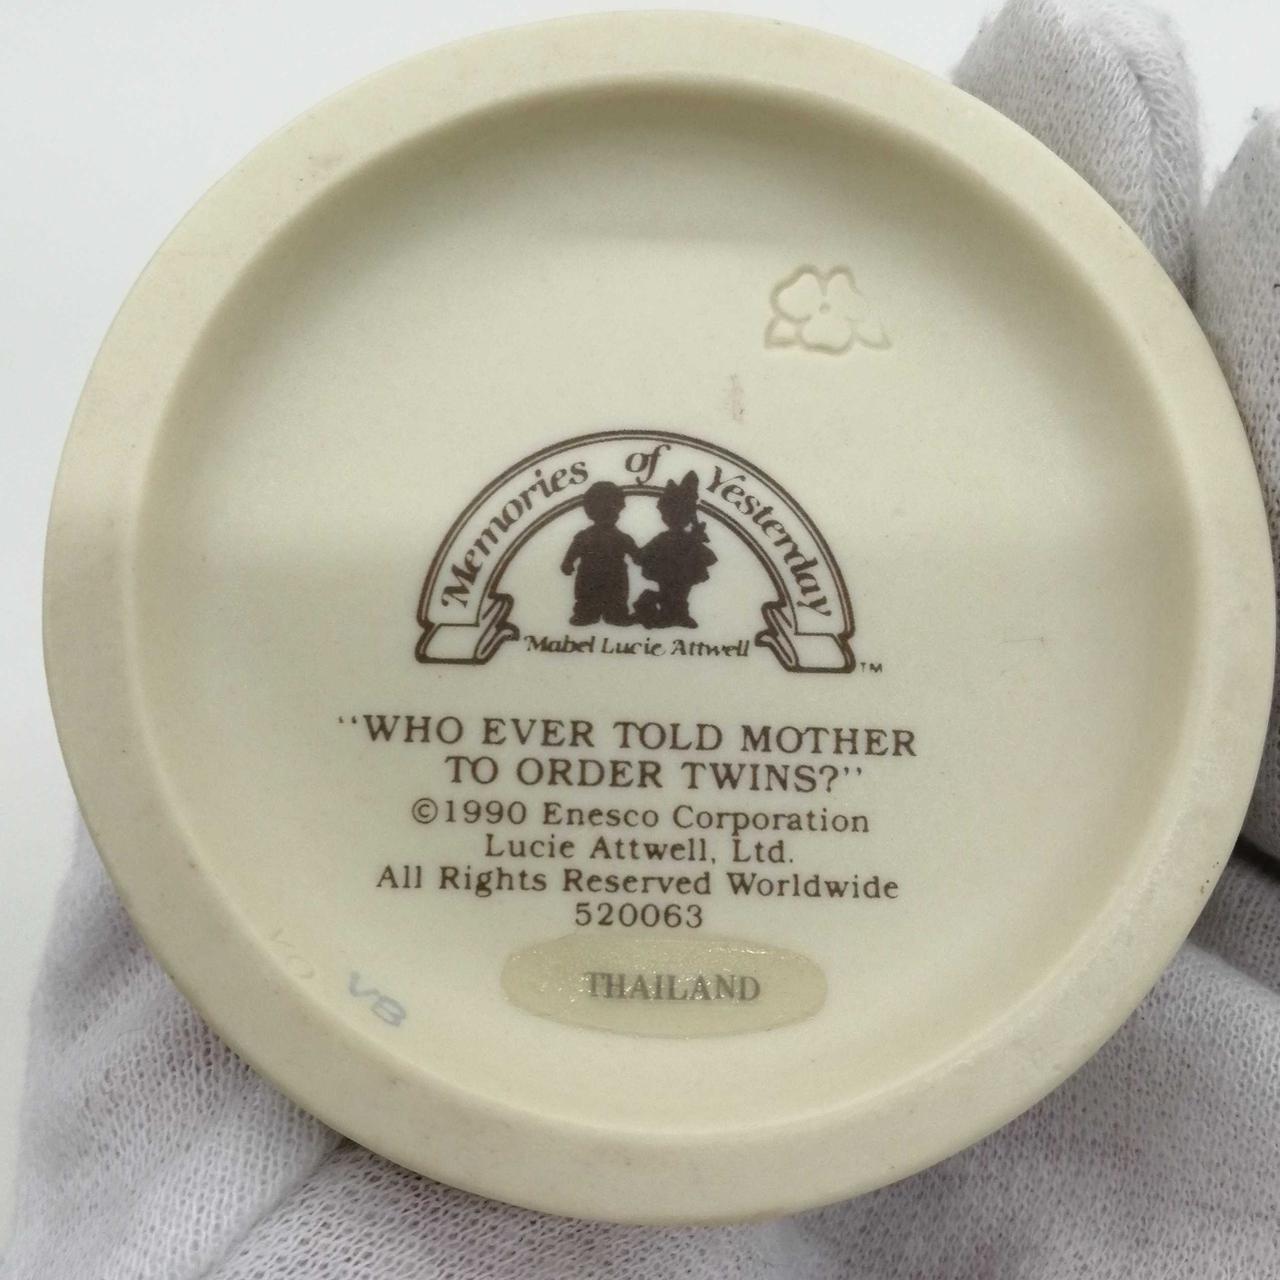 Memories of Yesterday
Mabel Lucie Attwell
TM
"WHO EVER TOLD MOTHER
TO ORDER TWINS?"
©1990 Enesco Corporation
Lucie Attwell, Ltd.
All Rights Reserved Worldwide
520063
THAILAND